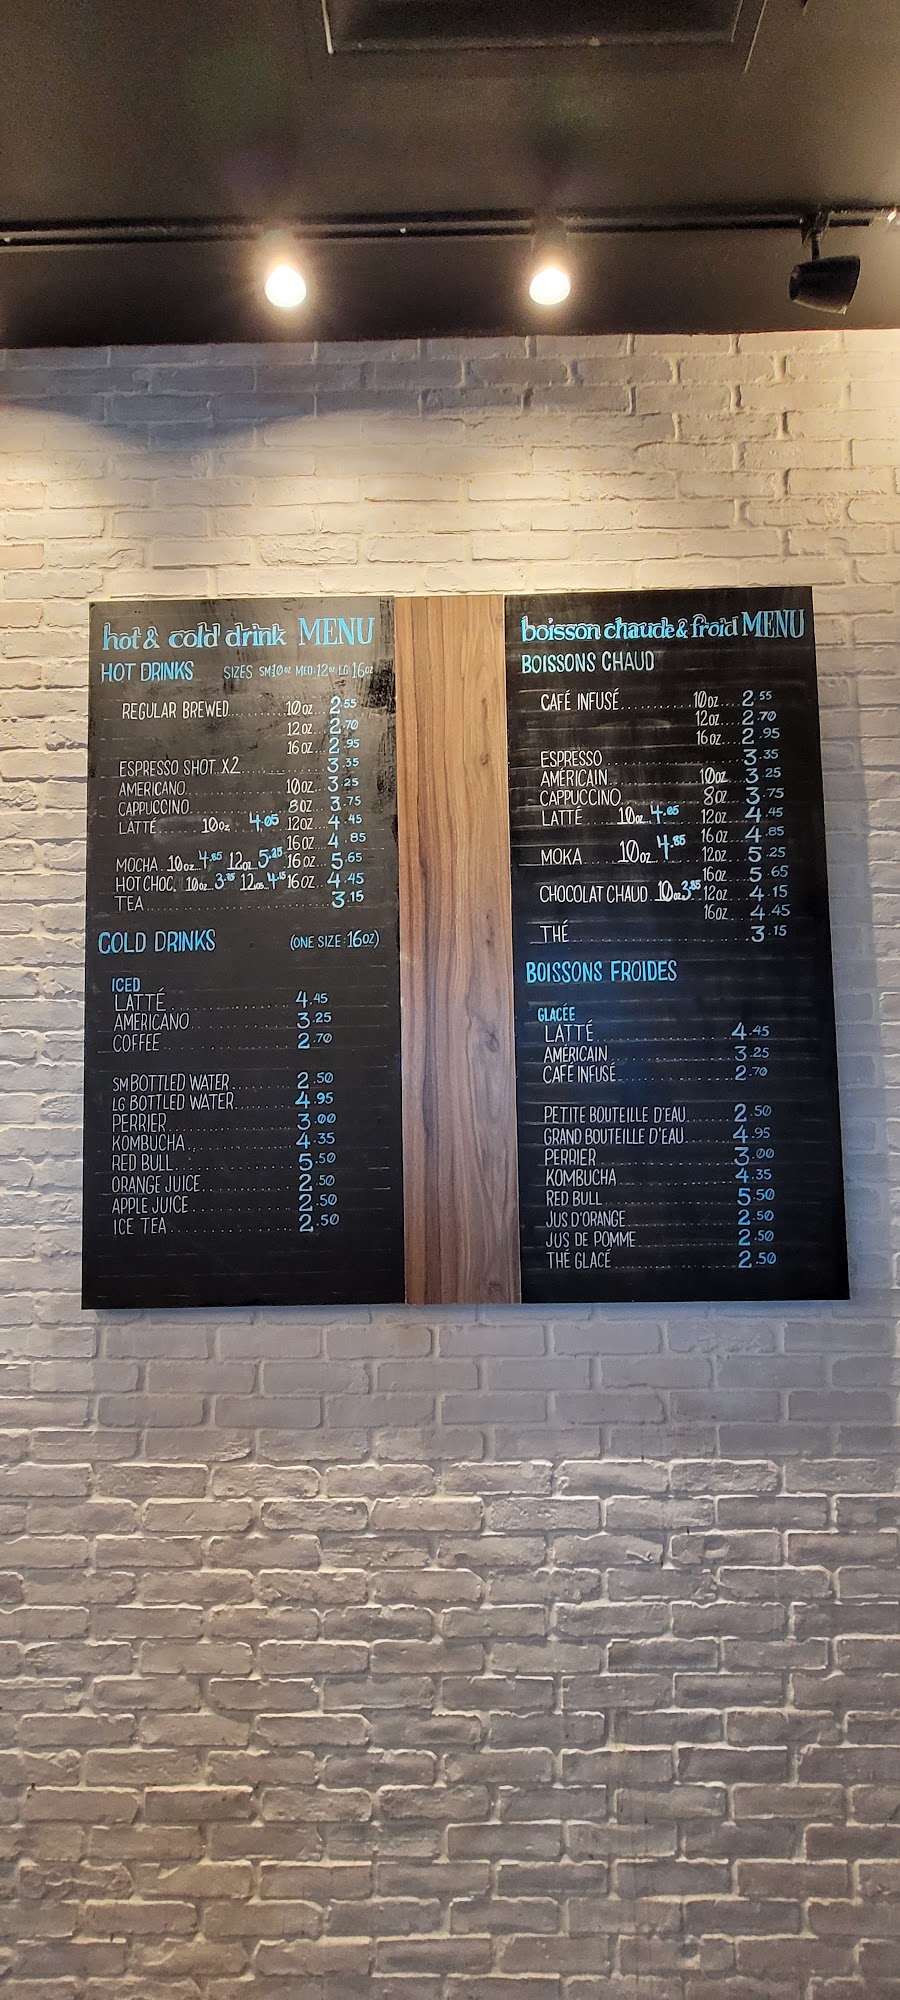 hot & cold drink MENU
HOT DRINKS SIZES SM:10oz MED:12oz LG 16oz
REGULAR BREWED..........10oz...2.55
12oz...2.70
16oz...2.95
ESPRESSO SHOT X2..............3.35
AMERICANO..................10oz...3.25
CAPPUCCINO................8oz...3.75
LATTÉ.......10oz. 4.05 12oz...4.45
16oz...4.85
MOCHA. 10oz 4.85 12oz 5.25 16oz...5.65
HOT CHOC. 10oz 3.85 12oz 4.15 16oz...4.45
TEA................................3.15
COLD DRINKS (ONE SIZE:16oz)
ICED
LATTÉ....................4.45
AMERICANO................3.25
COFFEE....................2.70
SM BOTTLED WATER..........2.50
LG BOTTLED WATER..........4.95
PERRIER....................3.00
KOMBUCHA..................4.35
RED BULL...................5.50
ORANGE JUICE..............2.50
APPLE JUICE................2.50
ICE TEA....................2.50
boisson chaude & froid MENU
BOISSONS CHAUD
CAFÉ INFUSÉ.............10oz....2.55
12oz....2.70
16oz....2.95
ESPRESSO........................3.35
AMÉRICAIN...............10oz...3.25
CAPPUCCINO.............8oz....3.75
LATTÉ 10oz 4.05 12oz...4.45
16oz...4.85
MOKA..... 10oz 4.85 12oz...5.25
16oz...5.65
CHOCOLAT CHAUD..10oz 3.85 12oz...4.15
16oz...4.45
THÉ..............................3.15
BOISSONS FROIDES
GLACÉE
LATTÉ......................4.45
AMÉRICAIN................3.25
CAFÉ INFUSÉ...............2.70
PETITE BOUTEILLE D'EAU......2.50
GRAND BOUTEILLE D'EAU......4.95
PERRIER....................3.00
KOMBUCHA.................4.35
RED BULL...................5.50
JUS D'ORANGE..............2.50
JUS DE POMME..............2.50
THÉ GLACÉ.................2.50